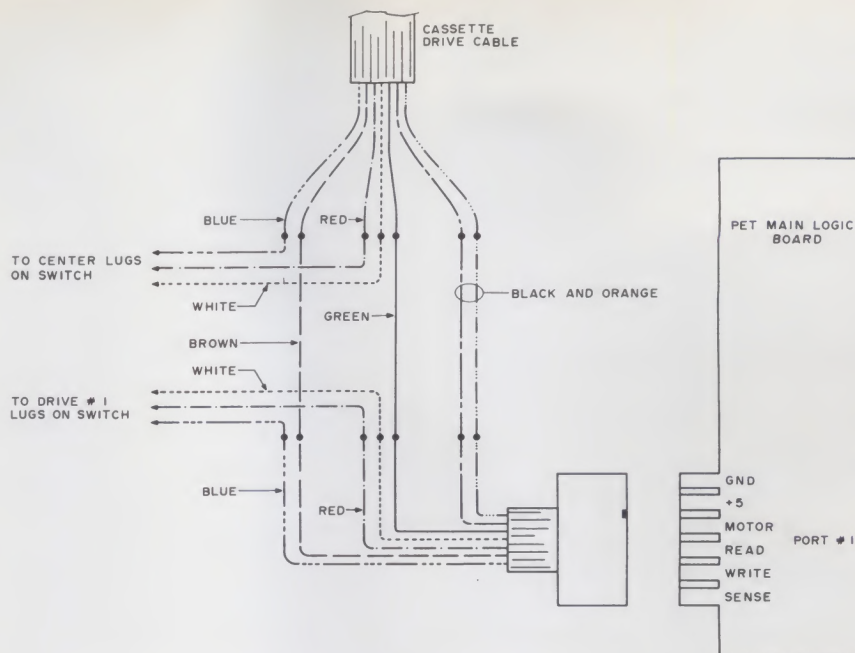 CASSETTE
DRIVE CABLE
BLUE
RED
PET MAIN LOGIC
BOARD
TO CENTER LUGS
ON SWITCH
WHITE
BLACK AND ORANGE
GREEN
BROWN
WHITE
TO DRIVE # 1
LUGS ON SWITCH
BLUE
RED
GND
+5
MOTOR
READ
WRITE
SENSE
PORT # 1